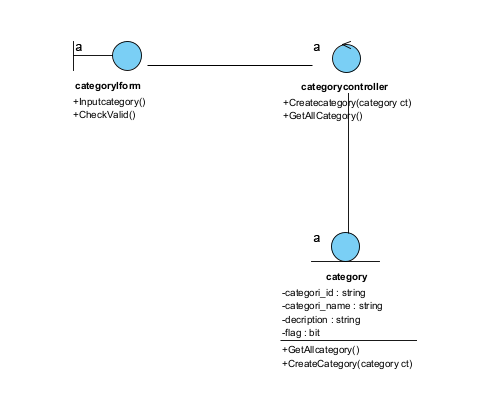 a
a
categorylform
categorycontroller
+Inputcategory()
+Createcategory(category ct)
+CheckValid()
+GetAllCategory()
a
category
-categori_id : string
-categori_name : string
-decription : string
-flag : bit
+GetAllcategory()
+CreateCategory(category ct)